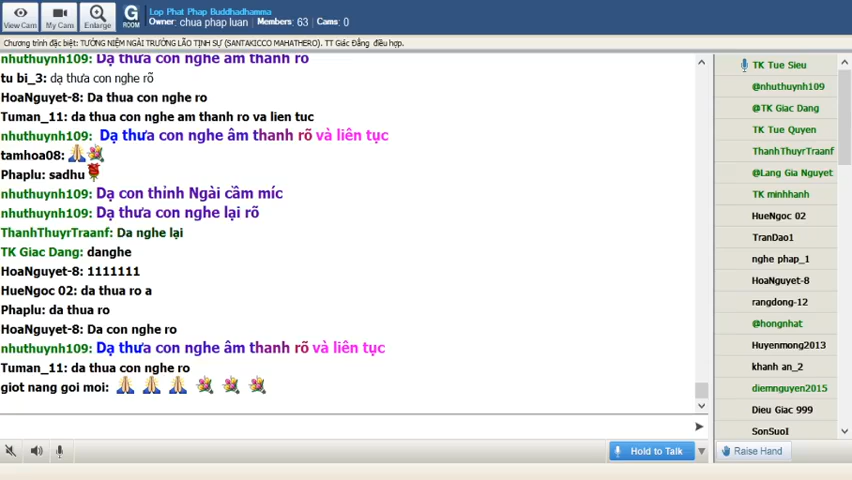 View Cam
My Cam
Enlarge
G
ROOM
Lop Phat Phap Buddhadhamma
Owner: chua phap luan Members: 63 Cams: 0
Chương trình đặc biệt: TƯỞNG NIỆM NGÀI TRƯỞNG LÃO TỊNH SỰ (SANTAKICCO MAHATHERO). TT Giác Đẳng điều hợp.
nhuthuynh109: Dạ thưa con nghe âm thanh rõ
tu bi_3: dạ thưa con nghe rõ
HoaNguyet-8: Da thua con nghe ro
Tuman_11: da thua con nghe am thanh ro va lien tuc
nhuthuynh109: Dạ thưa con nghe âm thanh rõ và liên tục
tamhoa08:
Phaplu: sadhu
nhuthuynh109: Dạ con thỉnh Ngài cầm míc
nhuthuynh109: Dạ thưa con nghe lại rõ
ThanhThuyrTraanf: Da nghe lại
TK Giac Dang: danghe
HoaNguyet-8: 1111111
HueNgoc 02: da thua ro a
Phaplu: da thua ro
HoaNguyet-8: Da con nghe ro
nhuthuynh109: Dạ thưa con nghe âm thanh rõ và liên tục
Tuman_11: da thua con nghe ro
giot nang goi moi:
Hold to Talk
TK Tue Sieu
@nhuthuynh109
@TK Giac Dang
TK Tue Quyen
ThanhThuyrTraanf
@Lang Gia Nguyet
TK minhhanh
HueNgoc 02
TranDao1
nghe phap_1
HoaNguyet-8
rangdong-12
@hongnhat
Huyenmong2013
khanh an_2
diemnguyen2015
Dieu Giac 999
SonSuoI
Raise Hand